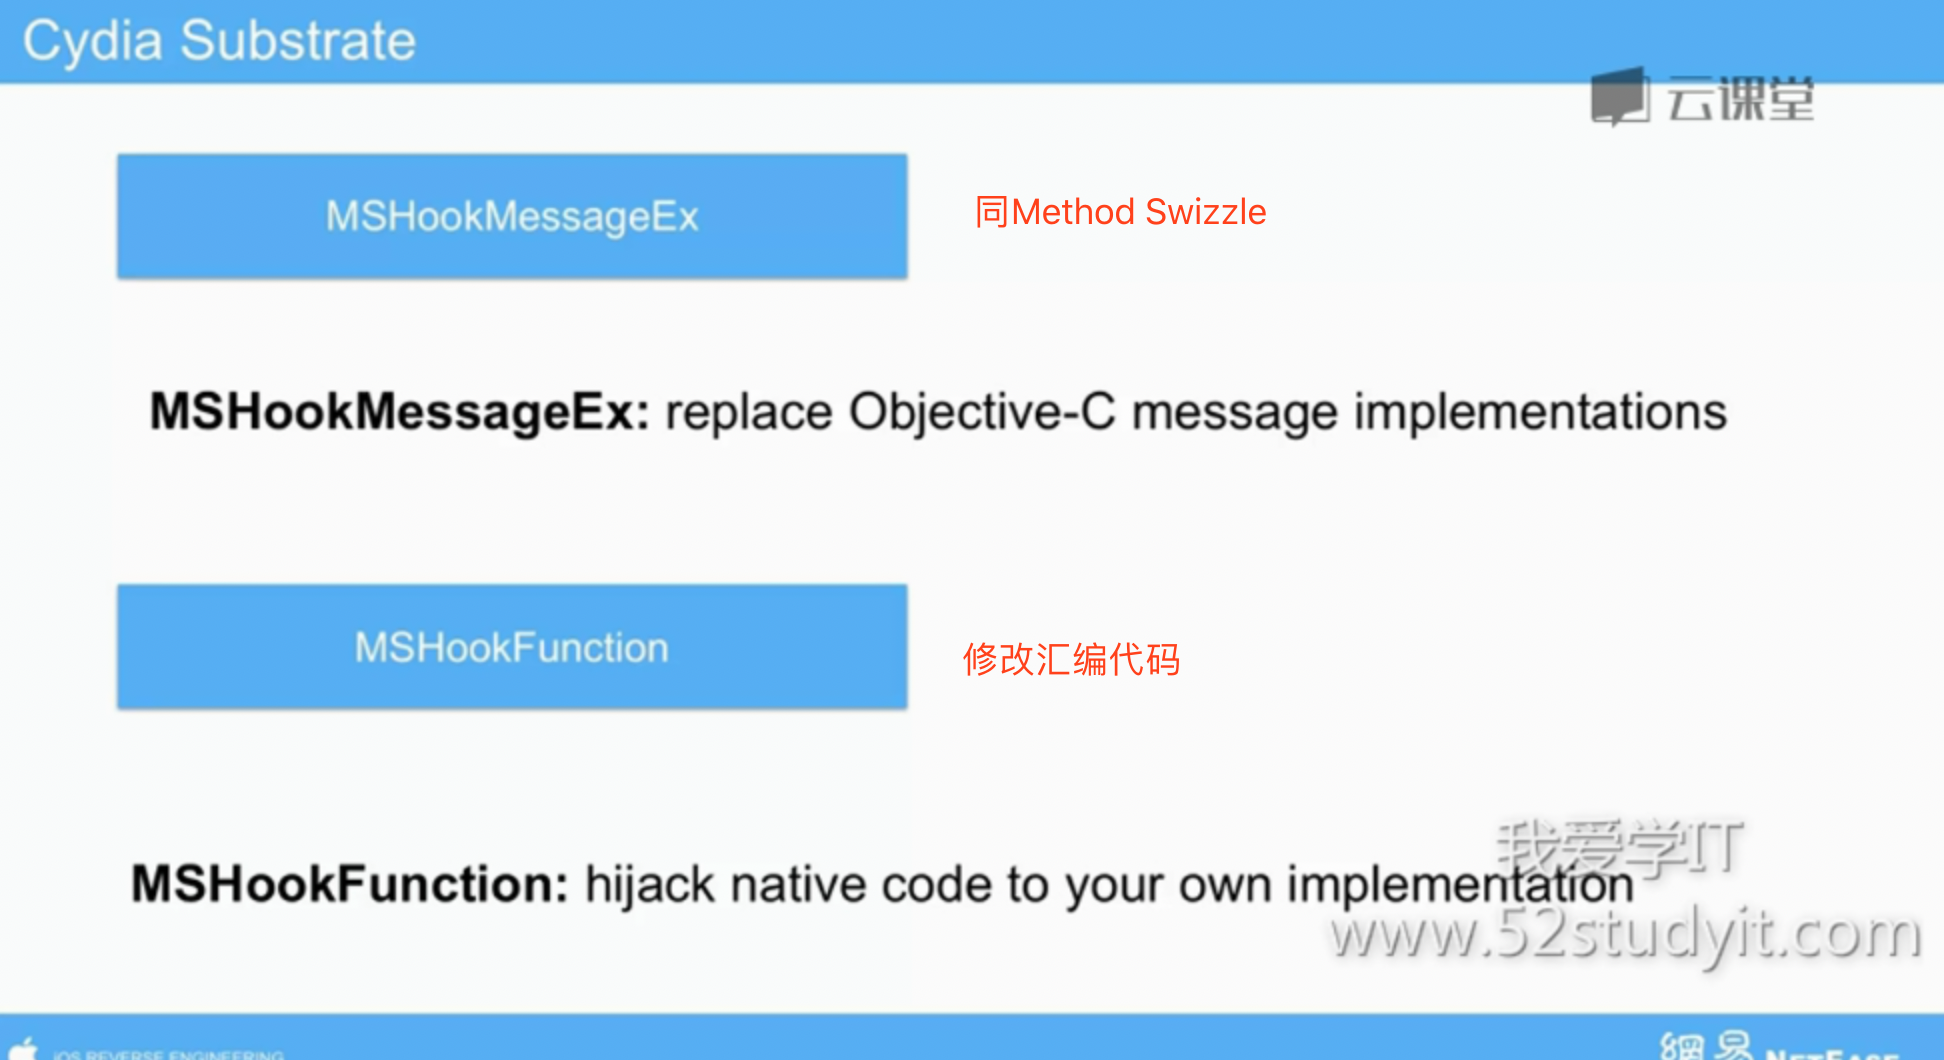 Cydia Substrate
云课堂
MSHookMessageEx
同Method Swizzle
MSHookMessageEx: replace Objective-C message implementations
MSHookFunction
修改汇编代码
我爱学IT
MSHookFunction: hijack native code to your own implementation
www.52studyit.com
iOS REVERSE ENGINEERING
網易 NETEASE